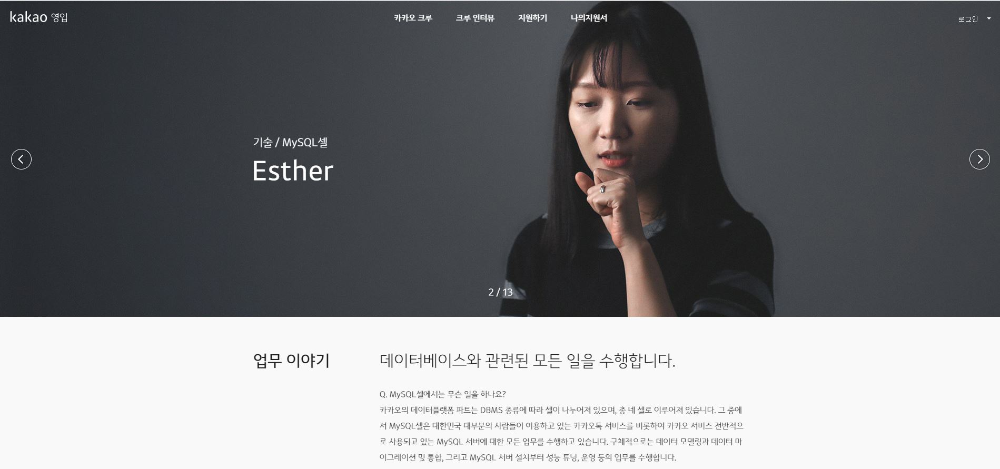 kakao 영입
카카오 크루 크루 인터뷰 지원하기 나의지원서
로그인
기술 / MySQL셀
Esther
2 / 13
업무 이야기
데이터베이스와 관련된 모든 일을 수행합니다.
Q. MySQL셀에서는 무슨 일을 하나요?
카카오의 데이터플랫폼 파트는 DBMS 종류에 따라 셀이 나누어져 있으며, 총 네 셀로 이루어져 있습니다. 그 중에
서 MySQL셀은 대한민국 대부분의 사람들이 이용하고 있는 카카오톡 서비스를 비롯하여 카카오 서비스 전반적으
로 사용되고 있는 MySQL 서버에 대한 모든 업무를 수행하고 있습니다. 구체적으로는 데이터 모델링과 데이터 마
이그레이션 및 통합, 그리고 MySQL 서버 설치부터 성능 튜닝, 운영 등의 업무를 수행합니다.